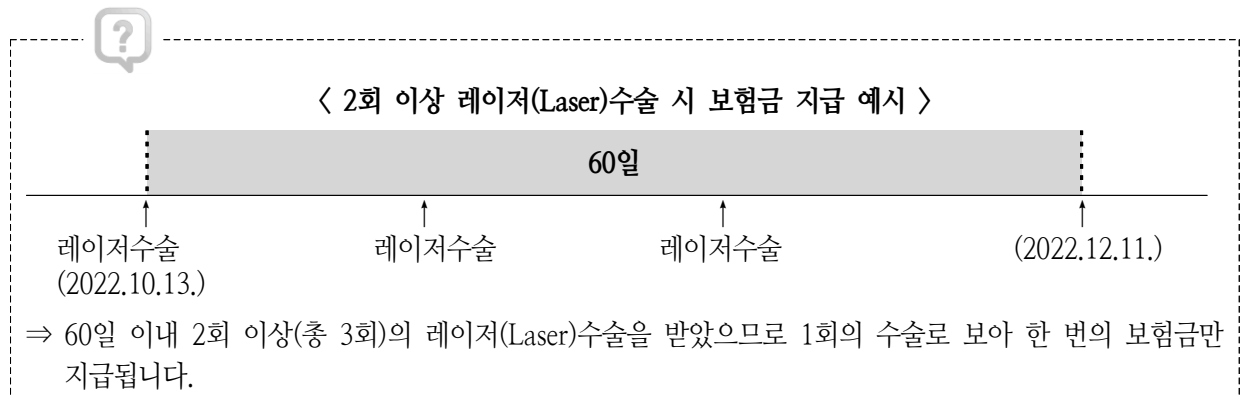 ?
〈 2회 이상 레이저(Laser)수술 시 보험금 지급 예시 〉
60일
레이저수술 레이저수술 레이저수술 (2022.12.11.)
(2022.10.13.)
⇒ 60일 이내 2회 이상(총 3회)의 레이저(Laser)수술을 받았으므로 1회의 수술로 보아 한 번의 보험금만
지급됩니다.